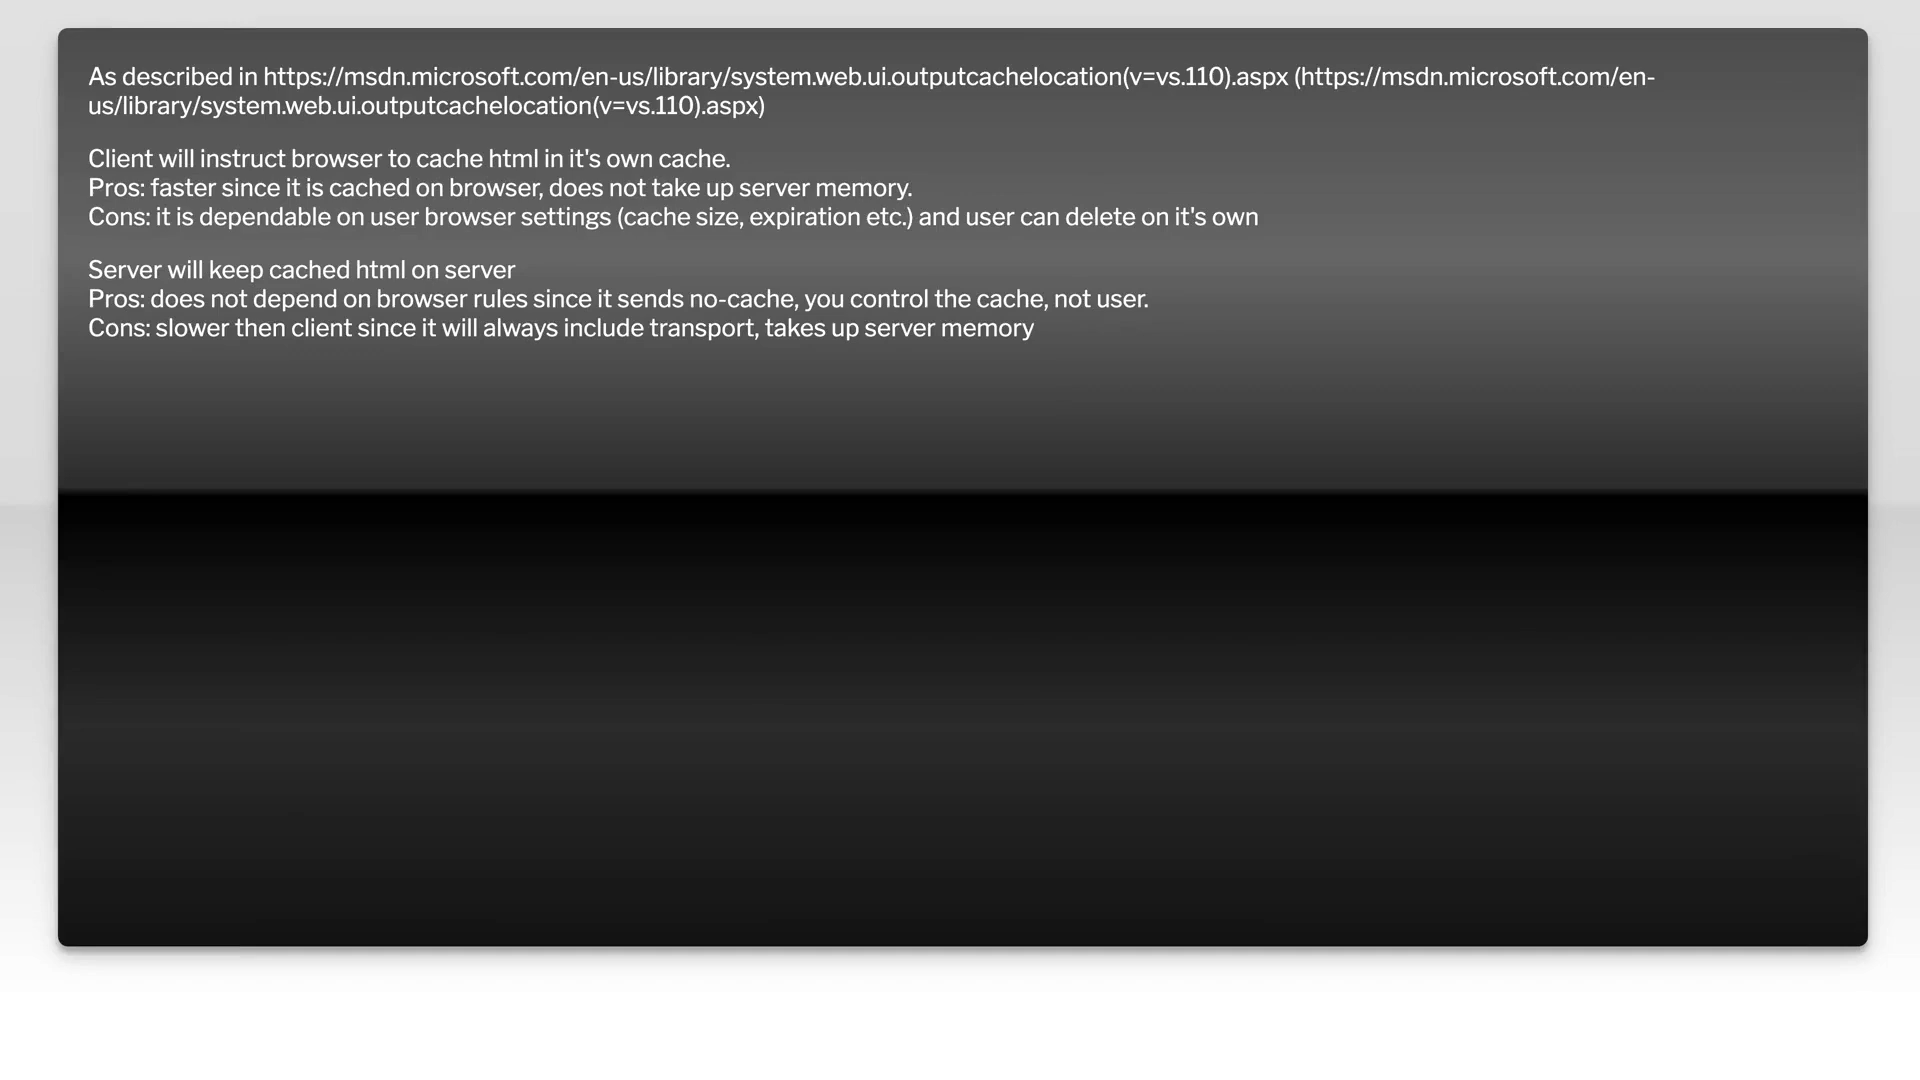 As described in https://msdn.microsoft.com/en-us/library/system.web.ui.outputcachelocation(v=vs.110).aspx (https://msdn.microsoft.com/en-
us/library/system.web.ui.outputcachelocation(v=vs.110).aspx)
Client will instruct browser to cache html in it's own cache.
Pros: faster since it is cached on browser, does not take up server memory.
Cons: it is dependable on user browser settings (cache size, expiration etc.) and user can delete on it's own
Server will keep cached html on server
Pros: does not depend on browser rules since it sends no-cache, you control the cache, not user.
Cons: slower then client since it will always include transport, takes up server memory